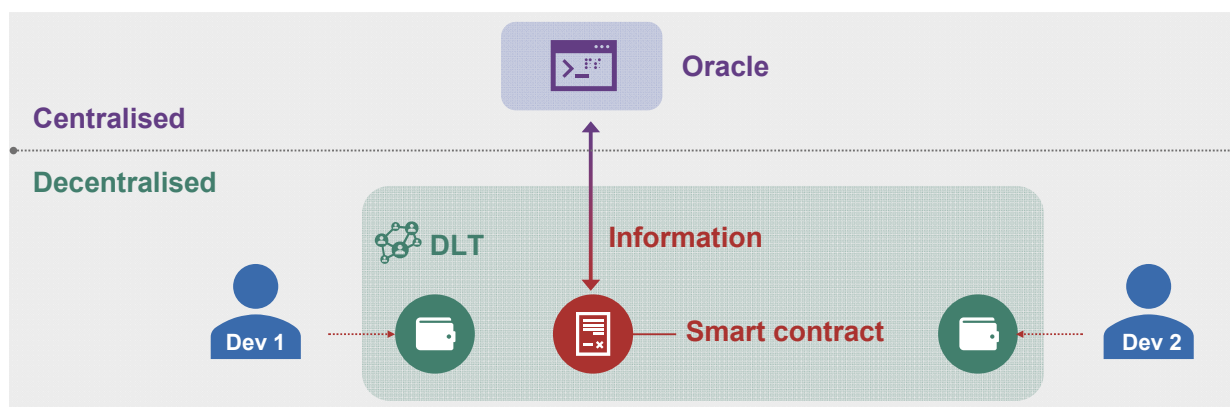 Oracle
Centralised
Decentralised
DLT
Information
Dev 1
Smart contract
Dev 2